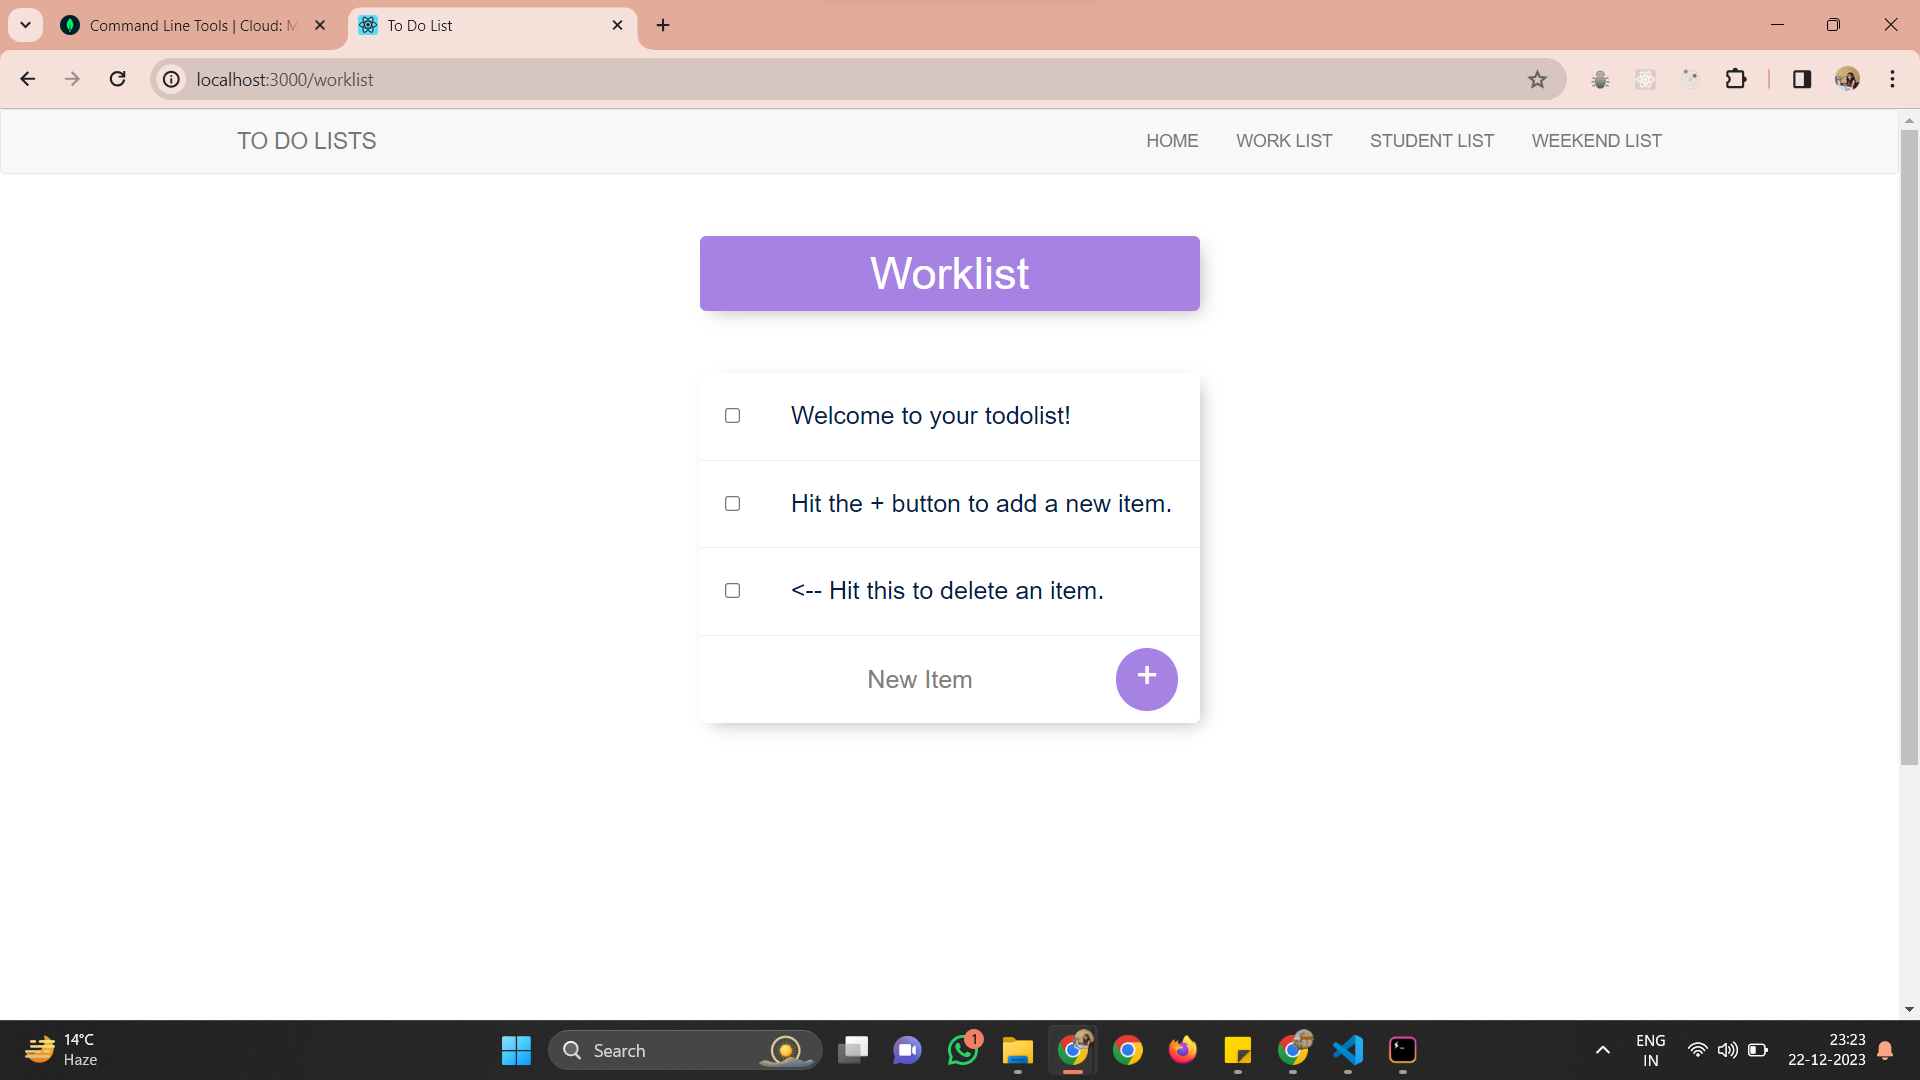 Command Line Tools | Cloud: M
To Do List
localhost:3000/worklist
TO DO LISTS
HOME
WORK LIST
STUDENT LIST
WEEKEND LIST
Worklist
Welcome to your todolist!
Hit the + button to add a new item.
<-- Hit this to delete an item.
New Item
+
14°C
Haze
Search
1
ENG
IN
23:23
22-12-2023